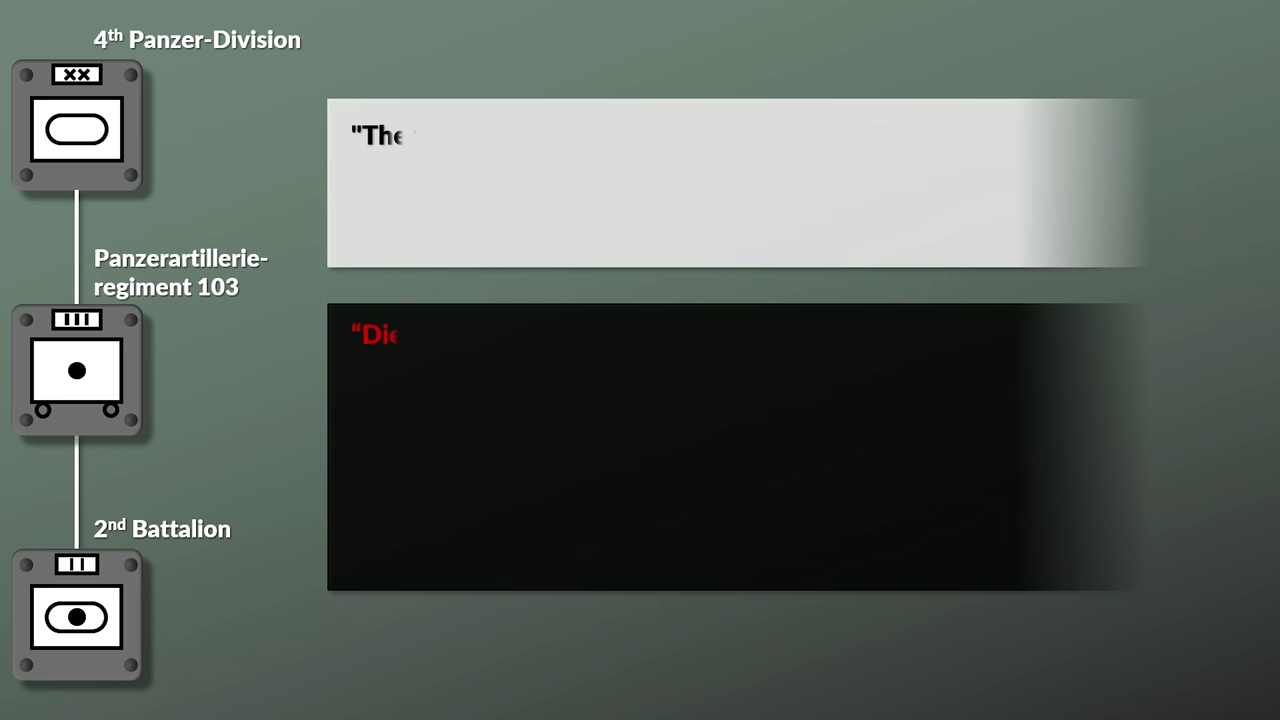 4th Panzer-Division
"The
Panzerartillerie-
regiment 103
“Die
2nd Battalion